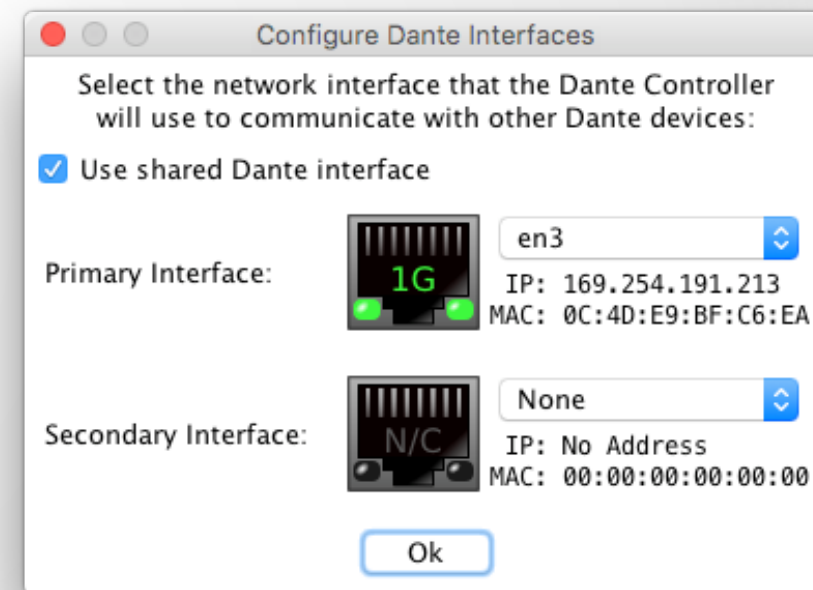 Configure Dante Interfaces
Select the network interface that the Dante Controller
will use to communicate with other Dante devices:
Use shared Dante interface
Primary Interface:
1G
en3
IP: 169.254.191.213
MAC: 0C:4D:E9:BF:C6:EA
Secondary Interface:
N/C
None
IP: No Address
MAC: 00:00:00:00:00:00
Ok